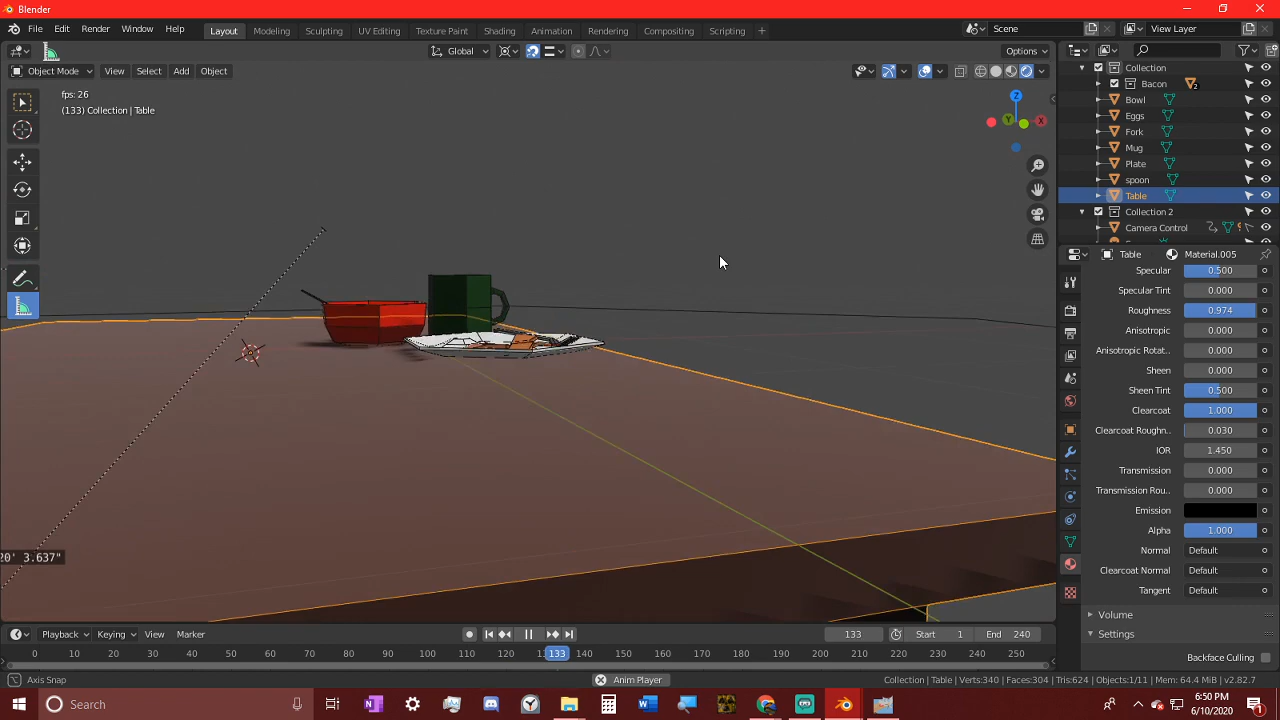 Blender
File Edit Render Window Help
Layout Modeling Sculpting UV Editing Texture Paint Shading Animation Rendering Compositing Scripting +
Scene
View Layer
Global
Options
Object Mode View Select Add Object
fps: 26
(133) Collection | Table
Z
Y
X
20' 3.637"
Collection
Bacon 2
Bowl
Eggs
Fork
Mug
Plate
spoon
Table
Collection 2
Camera Control
Table Material.005
Specular 0.500
Specular Tint 0.000
Roughness 0.974
Anisotropic 0.000
Anisotropic Rotat.. 0.000
Sheen 0.000
Sheen Tint 0.500
Clearcoat 1.000
Clearcoat Roughn.. 0.030
IOR 1.450
Transmission 0.000
Transmission Rou.. 0.000
Emission
Alpha 1.000
Normal Default
Clearcoat Normal Default
Tangent Default
Volume
Settings
Backface Culling
Playback Keying View Marker
133 Start 1 End 240
0 10 20 30 40 50 60 70 80 90 100 110 120 133 140 150 160 170 180 190 200 210 220 230 240 250
Axis Snap
Anim Player
Collection | Table | Verts:340 | Faces:304 | Tris:624 | Objects:1/11 | Mem: 64.4 MiB | v2.82.7
Search
6:50 PM
6/10/2020
1